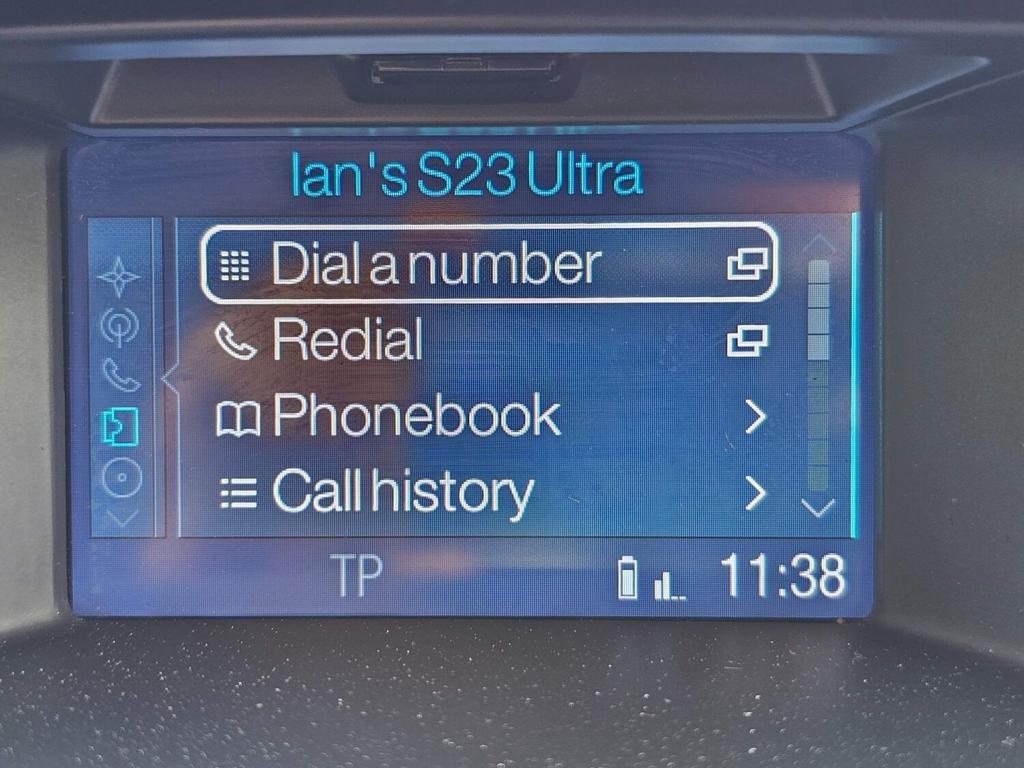 Ian's S23 Ultra
Dial a number
Redial
Phonebook
Call history
TP 11:38